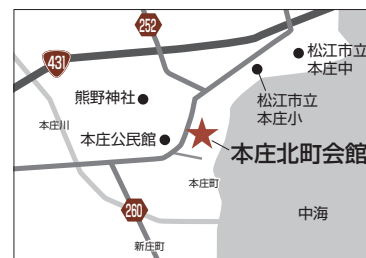 252
松江市立
本庄中
431
松江市立
本庄小
熊野神社
本庄川
本庄公民館
本庄北町会館
本庄町
260
中海
新庄町